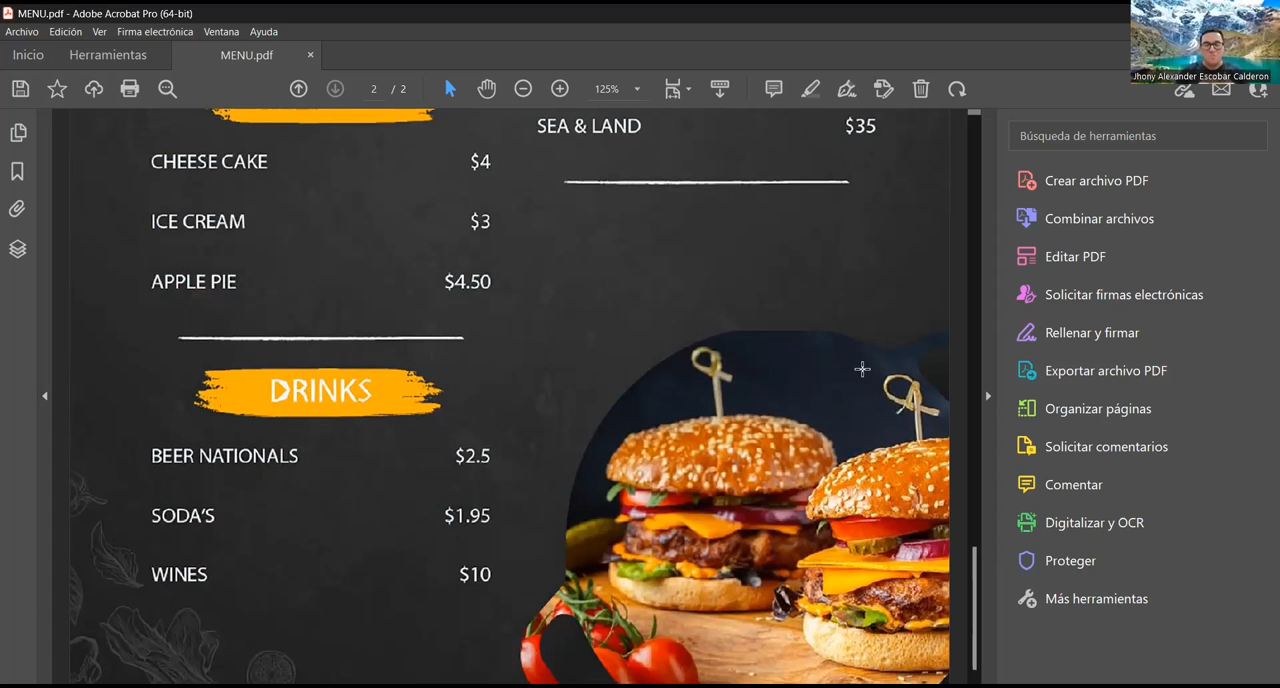 MENU.pdf - Adobe Acrobat Pro (64-bit)
Archivo Edición Ver Firma electrónica Ventana Ayuda
Inicio Herramientas MENU.pdf ×
2 / 2 125%
Jhony Alexander Escobar Calderon
SEA & LAND $35
CHEESE CAKE $4
ICE CREAM $3
APPLE PIE $4.50
DRINKS
BEER NATIONALS $2.5
SODA'S $1.95
WINES $10
Búsqueda de herramientas
Crear archivo PDF
Combinar archivos
Editar PDF
Solicitar firmas electrónicas
Rellenar y firmar
Exportar archivo PDF
Organizar páginas
Solicitar comentarios
Comentar
Digitalizar y OCR
Proteger
Más herramientas